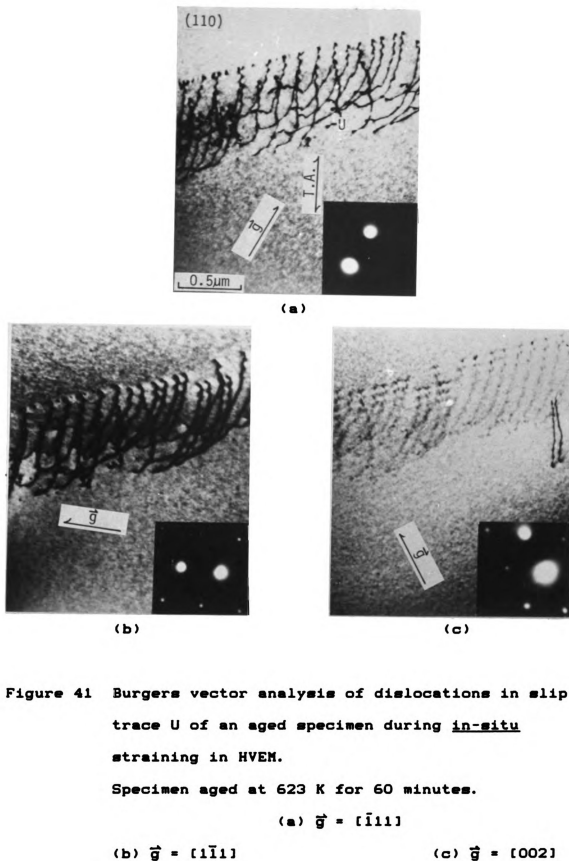 (110)
U
T.A.
g⃗
0.5μm
(a)
g⃗
g⃗
(b) (c)
Figure 41 Burgers vector analysis of dislocations in slip
trace U of an aged specimen during in-situ
straining in HVEM.
Specimen aged at 623 K for 60 minutes.
(a) g⃗ = [1̄11]
(b) g⃗ = [11̄1] (c) g⃗ = [002]